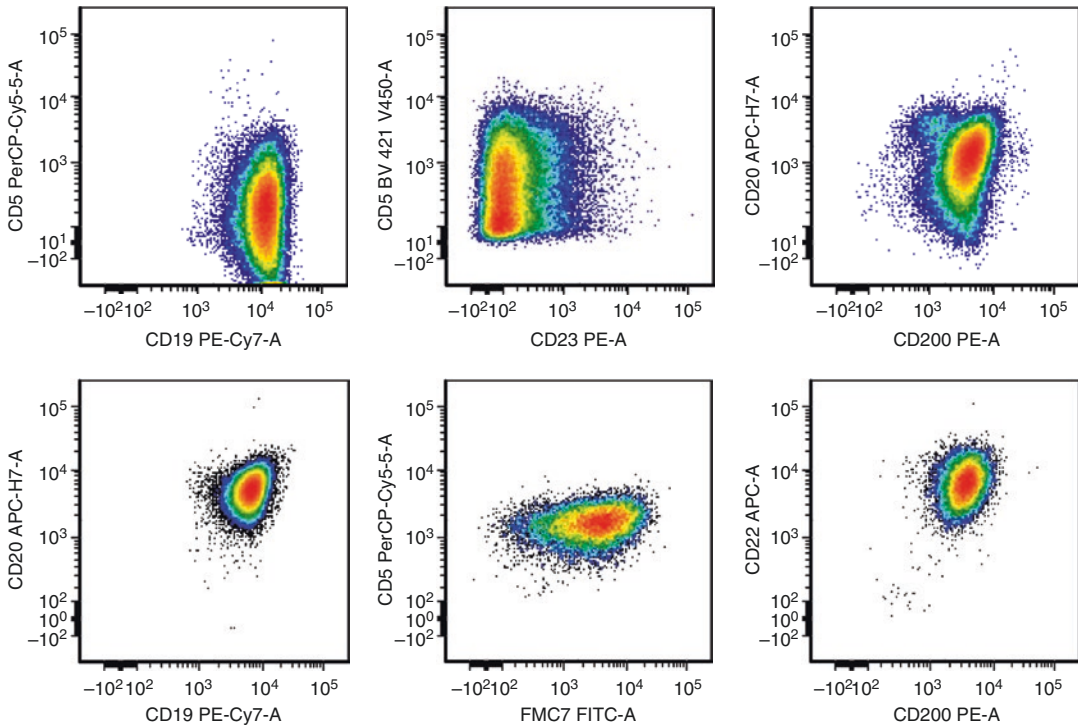 10⁵
10⁴
10³
10¹
−10²
CD5 PerCP-Cy5-5-A
−10²10² 10³ 10⁴ 10⁵
CD19 PE-Cy7-A
10⁵
10⁴
10³
10¹
−10²
CD5 BV 421 V450-A
−10²10² 10³ 10⁴ 10⁵
CD23 PE-A
10⁵
10⁴
10³
10¹
−10²
CD20 APC-H7-A
−10²10² 10³ 10⁴ 10⁵
CD200 PE-A
10⁵
10⁴
10³
10²
10⁰
−10²
CD20 APC-H7-A
−10²10² 10³ 10⁴ 10⁵
CD19 PE-Cy7-A
10⁵
10⁴
10³
10²
10⁰
−10²
CD5 PerCP-Cy5-5-A
−10²10² 10³ 10⁴ 10⁵
FMC7 FITC-A
10⁵
10⁴
10³
10²
10⁰
−10²
CD22 APC-A
−10²10² 10³ 10⁴ 10⁵
CD200 PE-A